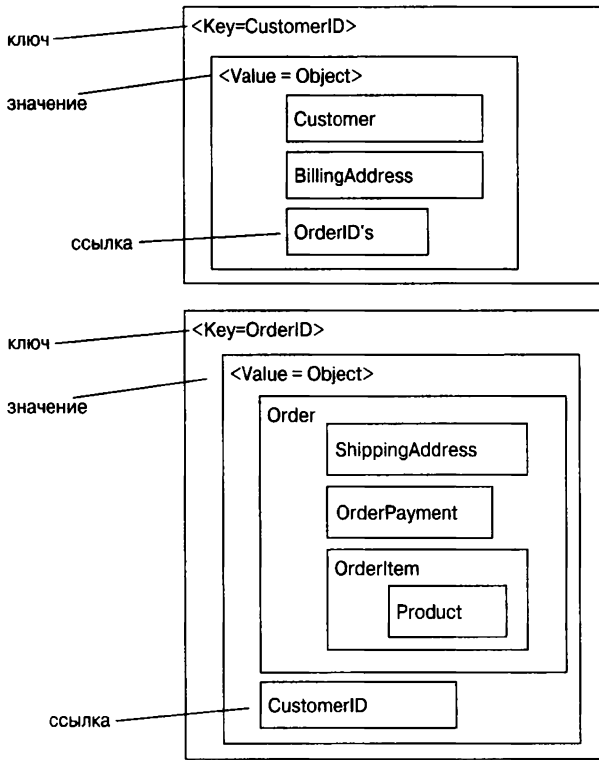 ключ
<Key=CustomerID>
значение
<Value = Object>
Customer
BillingAddress
ссылка
OrderID's
ключ
<Key=OrderID>
значение
<Value = Object>
Order
ShippingAddress
OrderPayment
OrderItem
Product
ссылка
CustomerID